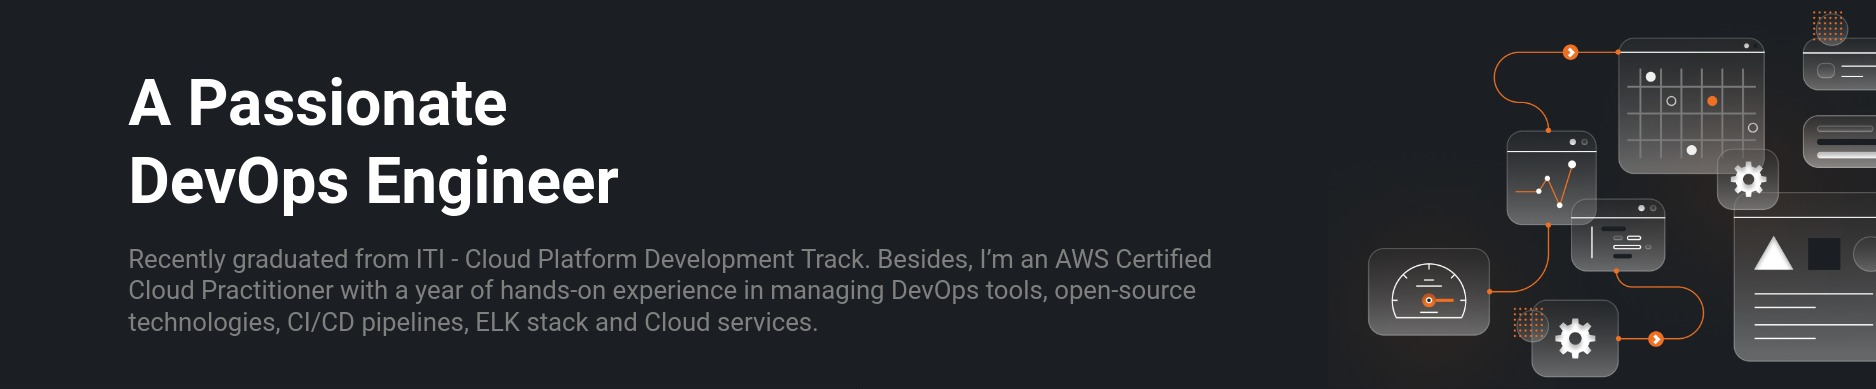 A Passionate
DevOps Engineer
Recently graduated from ITI - Cloud Platform Development Track. Besides, I’m an AWS Certified
Cloud Practitioner with a year of hands-on experience in managing DevOps tools, open-source
technologies, CI/CD pipelines, ELK stack and Cloud services.